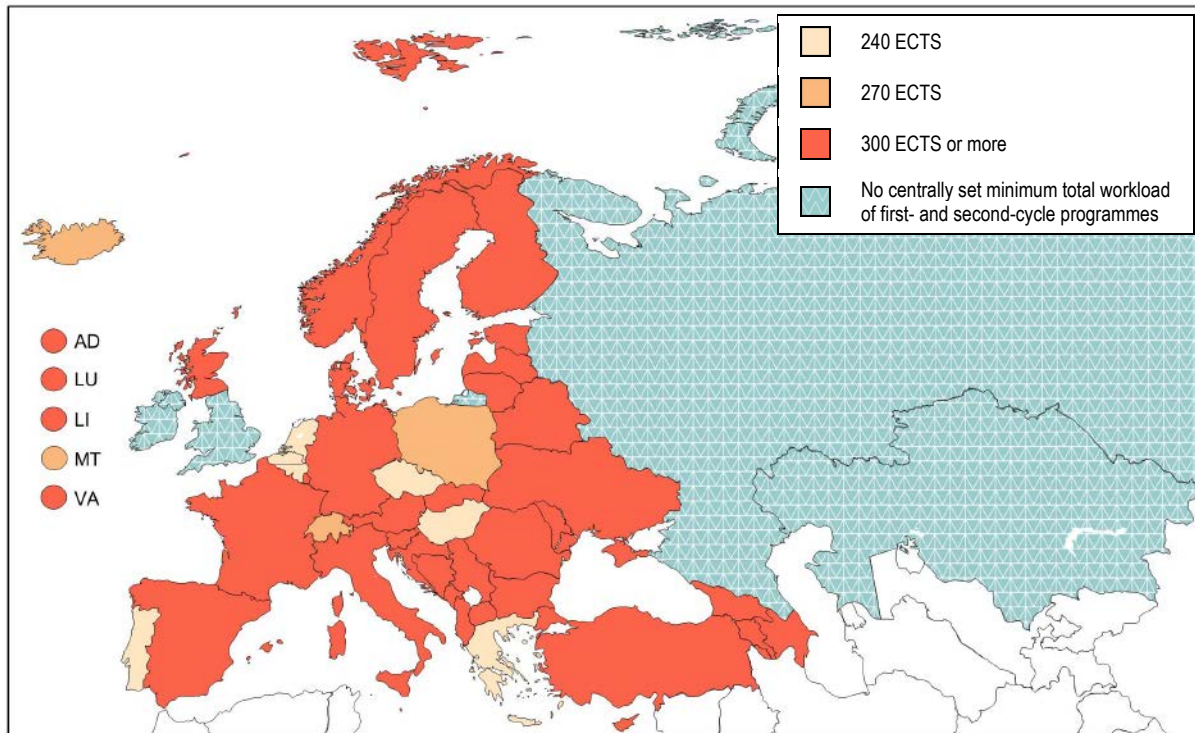 240 ECTS
270 ECTS
300 ECTS or more
No centrally set minimum total workload
of first- and second-cycle programmes
AD
LU
LI
MT
VA